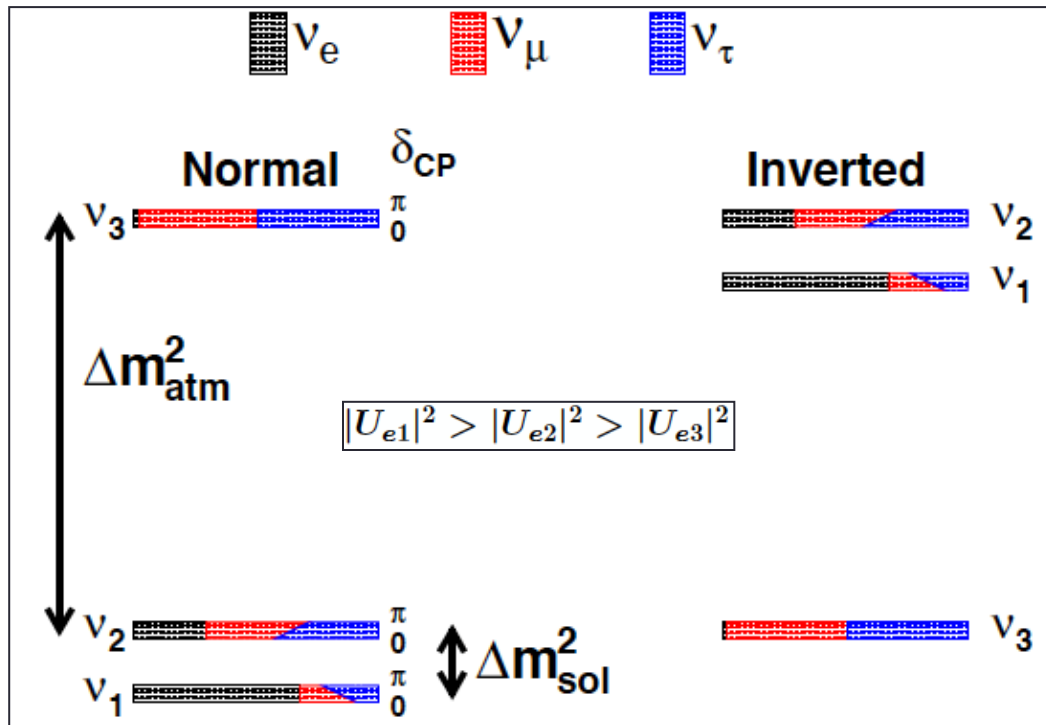 νe νμ ντ
Normal δCP Inverted
ν3 π ν2
0
ν1
Δm²atm
|Ue1|² > |Ue2|² > |Ue3|²
ν2 π ν3
0
Δm²sol
ν1 π
0